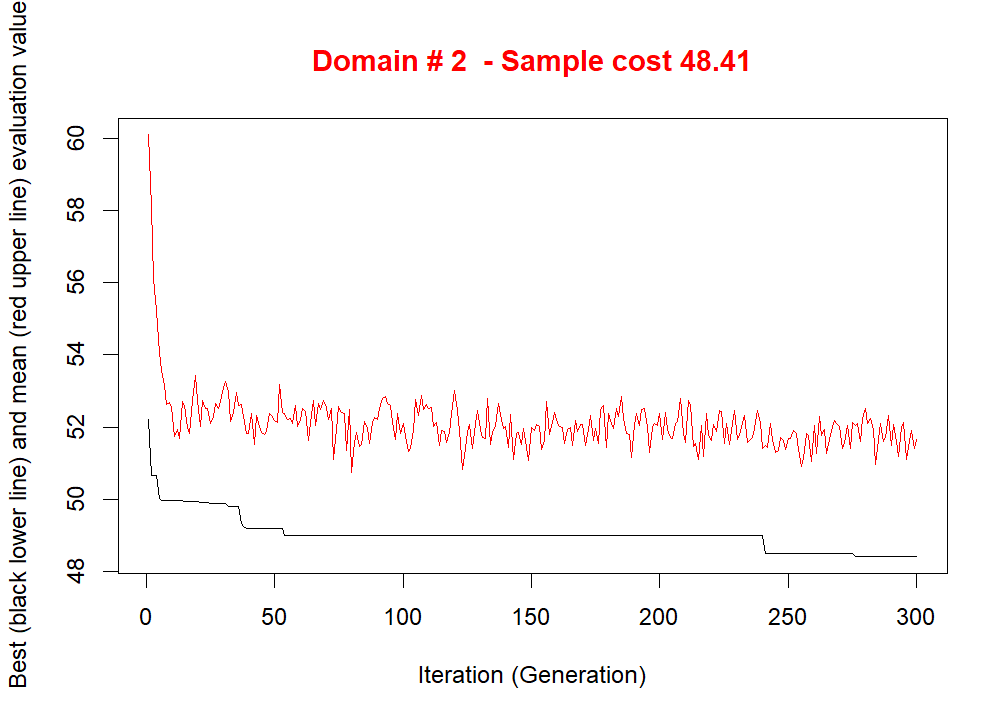 Domain # 2  - Sample cost 48.41
Best (black lower line) and mean (red upper line) evaluation value
60
58
56
54
52
50
48
0 50 100 150 200 250 300
Iteration (Generation)